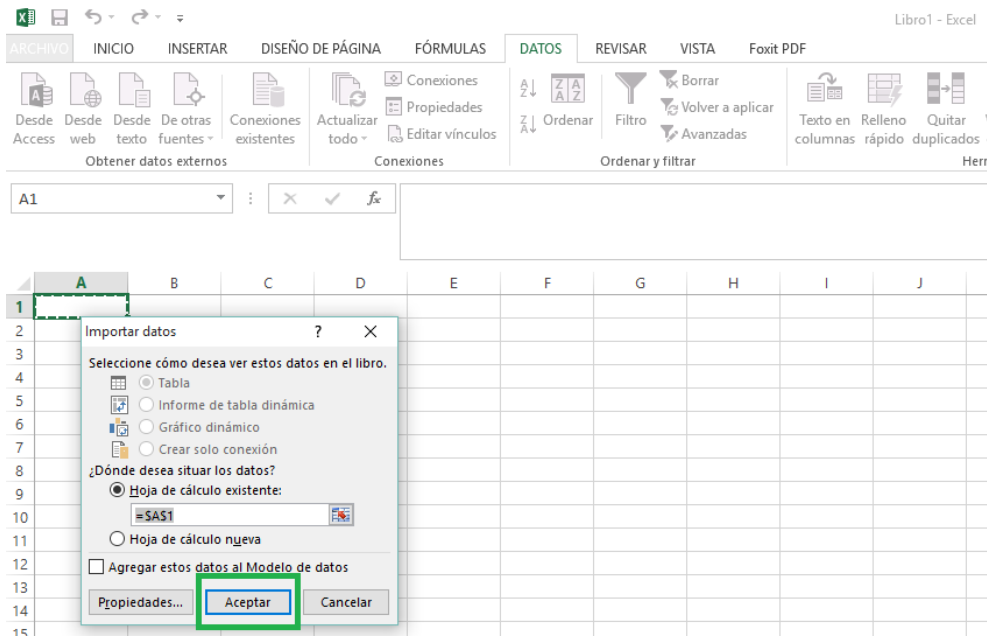 Libro1 - Excel
ARCHIVO INICIO INSERTAR DISEÑO DE PÁGINA FÓRMULAS DATOS REVISAR VISTA Foxit PDF
Desde Access
Desde web
Desde texto
De otras fuentes
Obtener datos externos
Conexiones existentes
Actualizar todo
Conexiones
Propiedades
Editar vínculos
Conexiones
Ordenar
Filtro
Borrar
Volver a aplicar
Avanzadas
Ordenar y filtrar
Texto en columnas
Relleno rápido
Quitar duplicados
Herr
A1
fx
A B C D E F G H I J
1
2
3
4
5
6
7
8
9
10
11
12
13
14
15
Importar datos ? X
Seleccione cómo desea ver estos datos en el libro.
Tabla
Informe de tabla dinámica
Gráfico dinámico
Crear solo conexión
¿Dónde desea situar los datos?
Hoja de cálculo existente:
=$A$1
Hoja de cálculo nueva
Agregar estos datos al Modelo de datos
Propiedades... Aceptar Cancelar